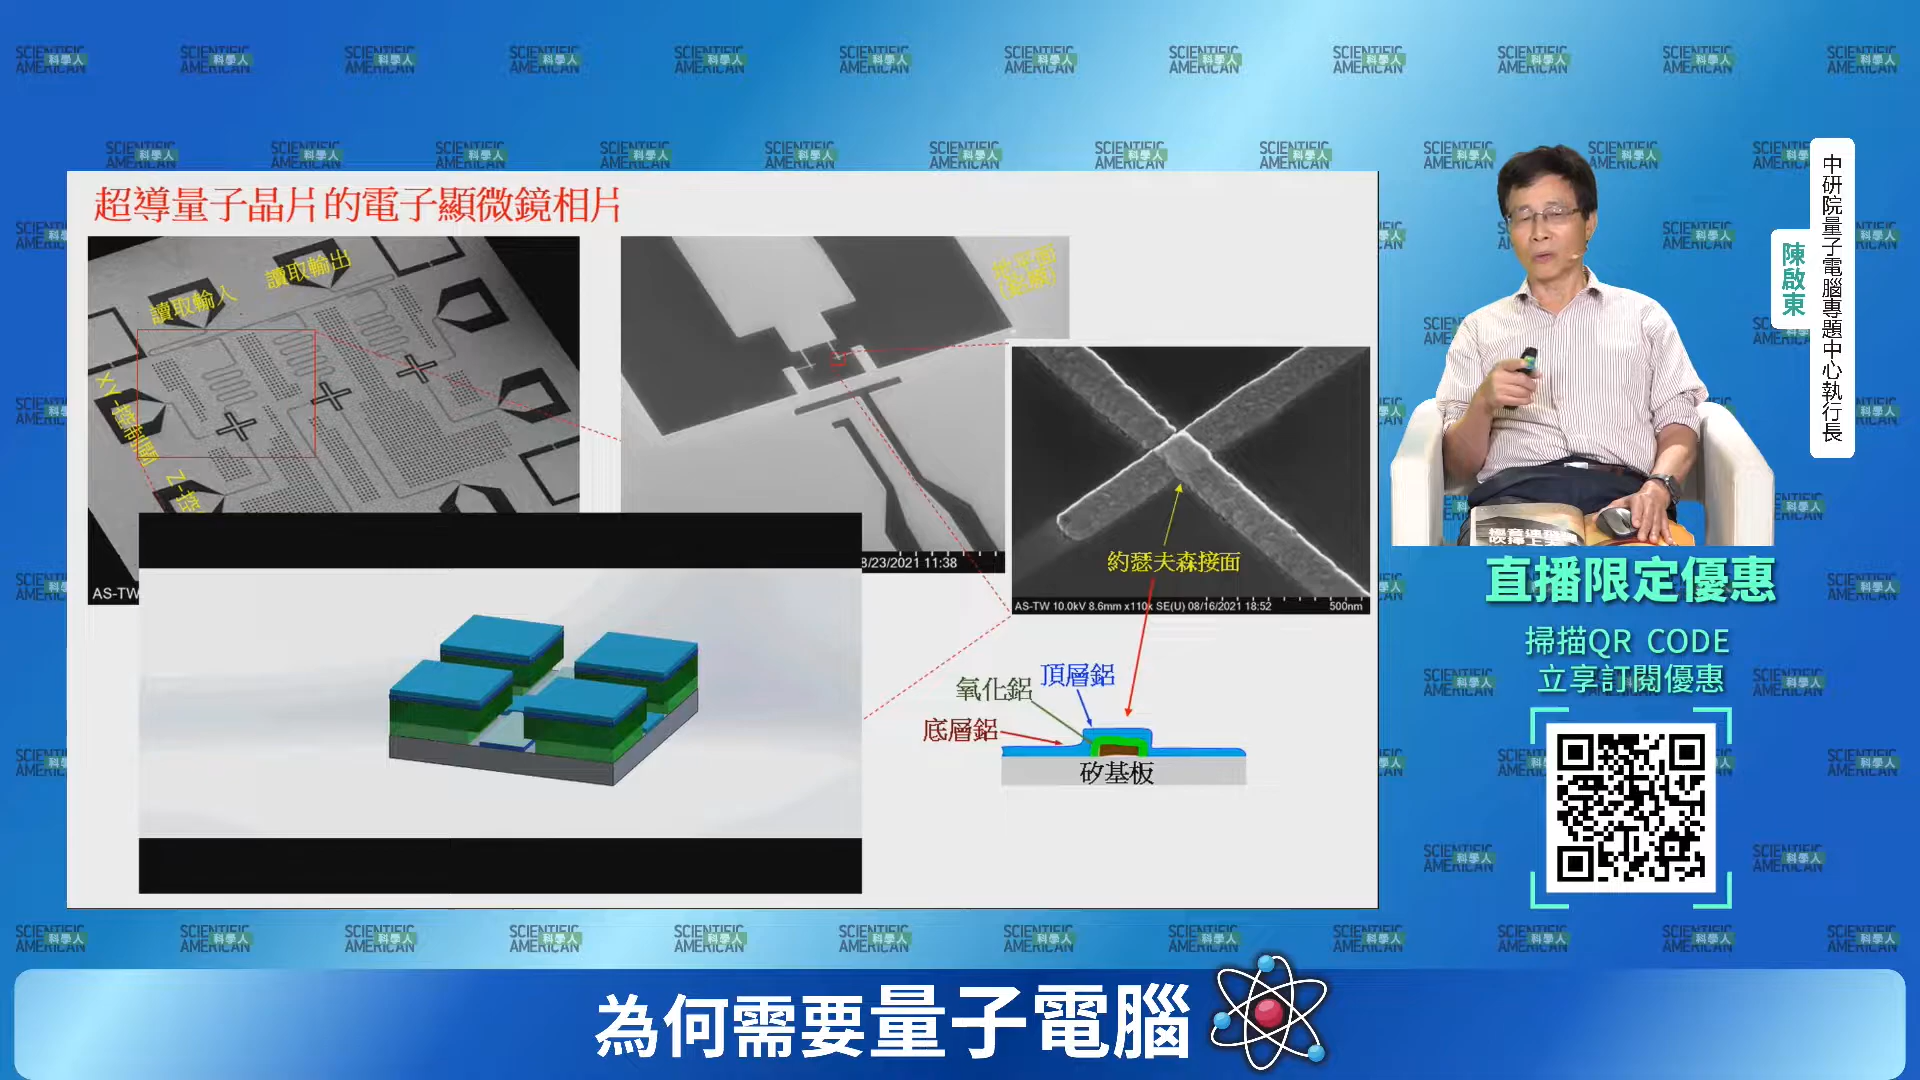 超導量子晶片的電子顯微鏡相片
讀取輸入
讀取輸出
XY-控制閘
AS-TW
8/23/2021 11:38
約瑟夫森接面
AS-TW 10.0kV 8.6mm x110k SE(U) 08/16/2021 18:52
500nm
氧化鋁
頂層鋁
底層鋁
矽基板
中研院量子電腦專題中心執行長
陳啟東
直播限定優惠
掃描QR CODE
立享訂閱優惠
為何需要量子電腦
SCIENTIFIC
AMERICAN
科學人